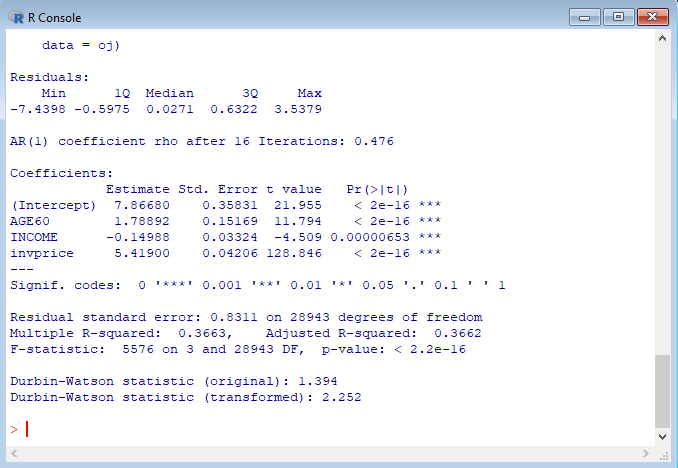 R Console
data = oj)
Residuals:
Min 1Q Median 3Q Max
-7.4398 -0.5975 0.0271 0.6322 3.5379
AR(1) coefficient rho after 16 Iterations: 0.476
Coefficients:
Estimate Std. Error t value Pr(>|t|)
(Intercept) 7.86680 0.35831 21.955 < 2e-16 ***
AGE60 1.78892 0.15169 11.794 < 2e-16 ***
INCOME -0.14988 0.03324 -4.509 0.00000653 ***
invprice 5.41900 0.04206 128.846 < 2e-16 ***
---
Signif. codes: 0 '***' 0.001 '**' 0.01 '*' 0.05 '.' 0.1 ' ' 1
Residual standard error: 0.8311 on 28943 degrees of freedom
Multiple R-squared: 0.3663, Adjusted R-squared: 0.3662
F-statistic: 5576 on 3 and 28943 DF, p-value: < 2.2e-16
Durbin-Watson statistic (original): 1.394
Durbin-Watson statistic (transformed): 2.252
>